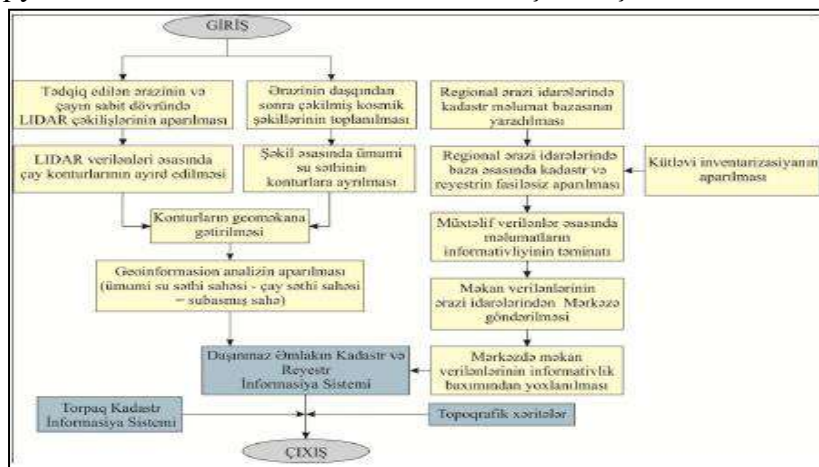 GİRİŞ
Tədqiq edilən ərazinin və
çayın sabit dövründə
LIDAR çəkilişlərinin aparılması
Ərazinin daşqından
sonra çəkilmiş kosmik
şəkillərinin toplanılması
Regional ərazi idarələrində
kadastr məlumat bazasının
yaradılması
LIDAR verilənləri əsasında
çay konturlarının ayırd edilməsi
Şəkil əsasında ümumi
su səthinin
konturlara ayrılması
Regional ərazi idarələrində
baza əsasında kadastr və
reyestrin fasiləsiz aparılması
Kütləvi inventarizasiyanın
aparılması
Konturların geoməkana
gətirilməsi
Müxtəlif verilənlər əsasında
məlumatların
informativliyinin təminatı
Geoinformasion analizin aparılması
(ümumi su səthi sahəsi - çay səthi sahəsi
= subasmış sahə)
Məkan verilənlərinin
ərazi idarələrindən Mərkəzə
göndərilməsi
Daşınmaz Əmlakın Kadastr və
Reyestr
İnformasiya Sistemi
Mərkəzdə məkan
verilənlərinin informativlik
baxımından yoxlanılması
Torpaq Kadastr
İnformasiya Sistemi
Topoqrafik xəritələr
ÇIXIŞ